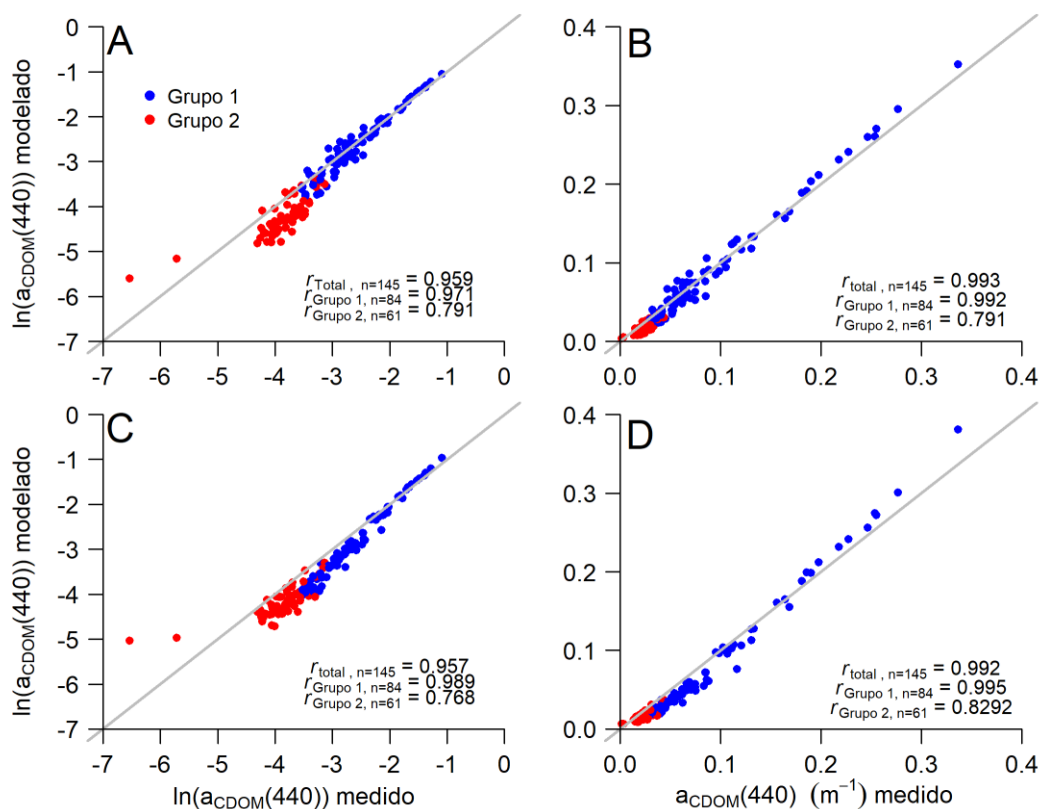 A
ln(a_CDOM(440)) modelado
0
-1
-2
-3
-4
-5
-6
-7
Grupo 1
Grupo 2
r_Total , n=145 = 0.959
r_Grupo 1, n=84 = 0.971
r_Grupo 2, n=61 = 0.791
-7 -6 -5 -4 -3 -2 -1 0
B
0.4
0.3
0.2
0.1
0.0
r_total , n=145 = 0.993
r_Grupo 1, n=84 = 0.992
r_Grupo 2, n=61 = 0.791
0.0 0.1 0.2 0.3 0.4
C
ln(a_CDOM(440)) modelado
0
-1
-2
-3
-4
-5
-6
-7
r_total , n=145 = 0.957
r_Grupo 1, n=84 = 0.989
r_Grupo 2, n=61 = 0.768
-7 -6 -5 -4 -3 -2 -1 0
ln(a_CDOM(440)) medido
D
0.4
0.3
0.2
0.1
0.0
r_total , n=145 = 0.992
r_Grupo 1, n=84 = 0.995
r_Grupo 2, n=61 = 0.8292
0.0 0.1 0.2 0.3 0.4
a_CDOM(440) (m⁻¹) medido